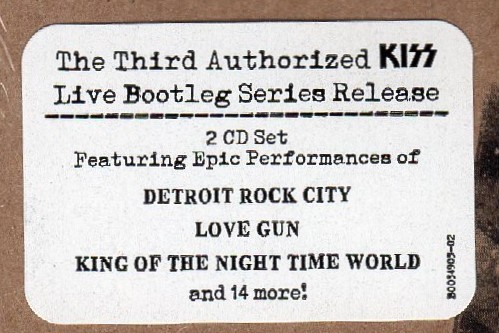 The Third Authorized KISS
Live Bootleg Series Release
2 CD Set
Featuring Epic Performances of
DETROIT ROCK CITY
LOVE GUN
KING OF THE NIGHT TIME WORLD
and 14 more!
B0034905-02